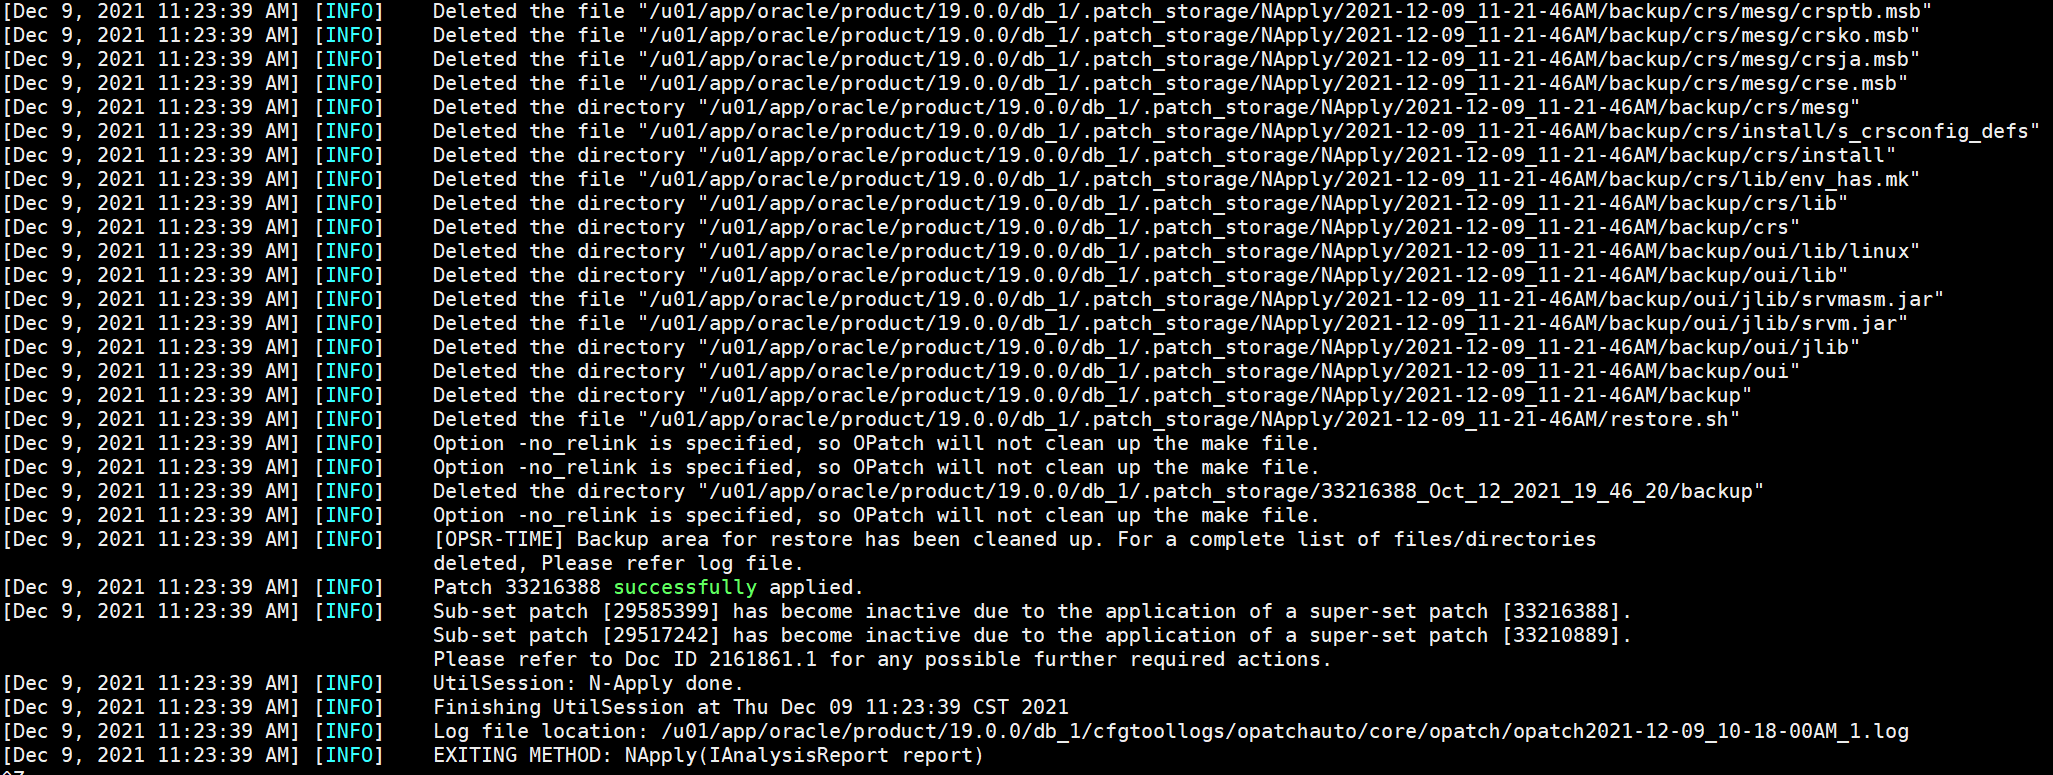 [Dec 9, 2021 11:23:39 AM] [INFO]    Deleted the file "/u01/app/oracle/product/19.0.0/db_1/.patch_storage/NApply/2021-12-09_11-21-46AM/backup/crs/mesg/crsptb.msb"
[Dec 9, 2021 11:23:39 AM] [INFO]    Deleted the file "/u01/app/oracle/product/19.0.0/db_1/.patch_storage/NApply/2021-12-09_11-21-46AM/backup/crs/mesg/crsko.msb"
[Dec 9, 2021 11:23:39 AM] [INFO]    Deleted the file "/u01/app/oracle/product/19.0.0/db_1/.patch_storage/NApply/2021-12-09_11-21-46AM/backup/crs/mesg/crsja.msb"
[Dec 9, 2021 11:23:39 AM] [INFO]    Deleted the file "/u01/app/oracle/product/19.0.0/db_1/.patch_storage/NApply/2021-12-09_11-21-46AM/backup/crs/mesg/crse.msb"
[Dec 9, 2021 11:23:39 AM] [INFO]    Deleted the directory "/u01/app/oracle/product/19.0.0/db_1/.patch_storage/NApply/2021-12-09_11-21-46AM/backup/crs/mesg"
[Dec 9, 2021 11:23:39 AM] [INFO]    Deleted the file "/u01/app/oracle/product/19.0.0/db_1/.patch_storage/NApply/2021-12-09_11-21-46AM/backup/crs/install/s_crsconfig_defs"
[Dec 9, 2021 11:23:39 AM] [INFO]    Deleted the directory "/u01/app/oracle/product/19.0.0/db_1/.patch_storage/NApply/2021-12-09_11-21-46AM/backup/crs/install"
[Dec 9, 2021 11:23:39 AM] [INFO]    Deleted the file "/u01/app/oracle/product/19.0.0/db_1/.patch_storage/NApply/2021-12-09_11-21-46AM/backup/crs/lib/env_has.mk"
[Dec 9, 2021 11:23:39 AM] [INFO]    Deleted the directory "/u01/app/oracle/product/19.0.0/db_1/.patch_storage/NApply/2021-12-09_11-21-46AM/backup/crs/lib"
[Dec 9, 2021 11:23:39 AM] [INFO]    Deleted the directory "/u01/app/oracle/product/19.0.0/db_1/.patch_storage/NApply/2021-12-09_11-21-46AM/backup/crs"
[Dec 9, 2021 11:23:39 AM] [INFO]    Deleted the directory "/u01/app/oracle/product/19.0.0/db_1/.patch_storage/NApply/2021-12-09_11-21-46AM/backup/oui/lib/linux"
[Dec 9, 2021 11:23:39 AM] [INFO]    Deleted the directory "/u01/app/oracle/product/19.0.0/db_1/.patch_storage/NApply/2021-12-09_11-21-46AM/backup/oui/lib"
[Dec 9, 2021 11:23:39 AM] [INFO]    Deleted the file "/u01/app/oracle/product/19.0.0/db_1/.patch_storage/NApply/2021-12-09_11-21-46AM/backup/oui/jlib/srvmasm.jar"
[Dec 9, 2021 11:23:39 AM] [INFO]    Deleted the file "/u01/app/oracle/product/19.0.0/db_1/.patch_storage/NApply/2021-12-09_11-21-46AM/backup/oui/jlib/srvm.jar"
[Dec 9, 2021 11:23:39 AM] [INFO]    Deleted the directory "/u01/app/oracle/product/19.0.0/db_1/.patch_storage/NApply/2021-12-09_11-21-46AM/backup/oui/jlib"
[Dec 9, 2021 11:23:39 AM] [INFO]    Deleted the directory "/u01/app/oracle/product/19.0.0/db_1/.patch_storage/NApply/2021-12-09_11-21-46AM/backup/oui"
[Dec 9, 2021 11:23:39 AM] [INFO]    Deleted the directory "/u01/app/oracle/product/19.0.0/db_1/.patch_storage/NApply/2021-12-09_11-21-46AM/backup"
[Dec 9, 2021 11:23:39 AM] [INFO]    Deleted the file "/u01/app/oracle/product/19.0.0/db_1/.patch_storage/NApply/2021-12-09_11-21-46AM/restore.sh"
[Dec 9, 2021 11:23:39 AM] [INFO]    Option -no_relink is specified, so OPatch will not clean up the make file.
[Dec 9, 2021 11:23:39 AM] [INFO]    Option -no_relink is specified, so OPatch will not clean up the make file.
[Dec 9, 2021 11:23:39 AM] [INFO]    Deleted the directory "/u01/app/oracle/product/19.0.0/db_1/.patch_storage/33216388_Oct_12_2021_19_46_20/backup"
[Dec 9, 2021 11:23:39 AM] [INFO]    Option -no_relink is specified, so OPatch will not clean up the make file.
[Dec 9, 2021 11:23:39 AM] [INFO]    [OPSR-TIME] Backup area for restore has been cleaned up. For a complete list of files/directories
deleted, Please refer log file.
[Dec 9, 2021 11:23:39 AM] [INFO]    Patch 33216388 successfully applied.
[Dec 9, 2021 11:23:39 AM] [INFO]    Sub-set patch [29585399] has become inactive due to the application of a super-set patch [33216388].
Sub-set patch [29517242] has become inactive due to the application of a super-set patch [33210889].
Please refer to Doc ID 2161861.1 for any possible further required actions.
[Dec 9, 2021 11:23:39 AM] [INFO]    UtilSession: N-Apply done.
[Dec 9, 2021 11:23:39 AM] [INFO]    Finishing UtilSession at Thu Dec 09 11:23:39 CST 2021
[Dec 9, 2021 11:23:39 AM] [INFO]    Log file location: /u01/app/oracle/product/19.0.0/db_1/cfgtoollogs/opatchauto/core/opatch/opatch2021-12-09_10-18-00AM_1.log
[Dec 9, 2021 11:23:39 AM] [INFO]    EXITING METHOD: NApply(IAnalysisReport report)